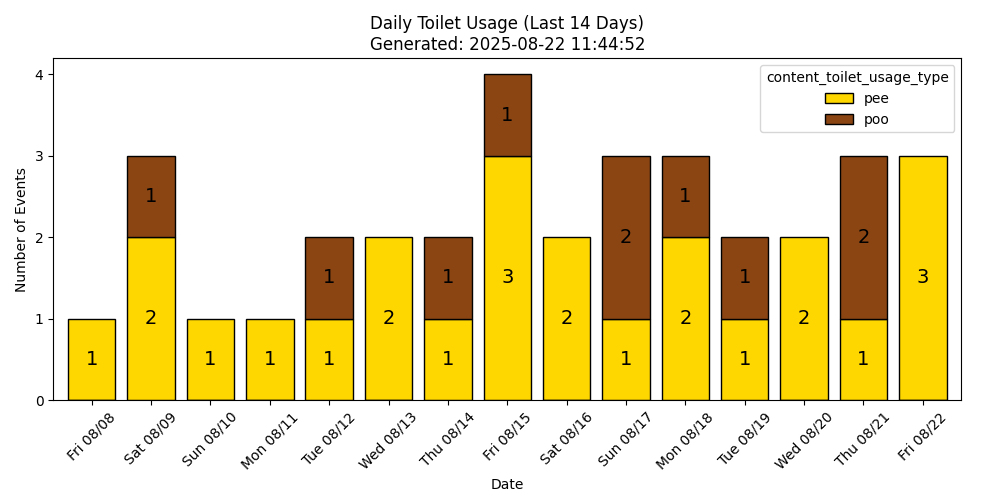 Daily Toilet Usage (Last 14 Days)
Generated: 2025-08-22 11:44:52
content_toilet_usage_type
pee
poo
Number of Events
4
3
2
1
0
1
2
1
1
1
1
1
2
1
1
3
1
2
1
2
2
1
1
1
2
1
2
3
Fri 08/08
Sat 08/09
Sun 08/10
Mon 08/11
Tue 08/12
Wed 08/13
Thu 08/14
Fri 08/15
Sat 08/16
Sun 08/17
Mon 08/18
Tue 08/19
Wed 08/20
Thu 08/21
Fri 08/22
Date